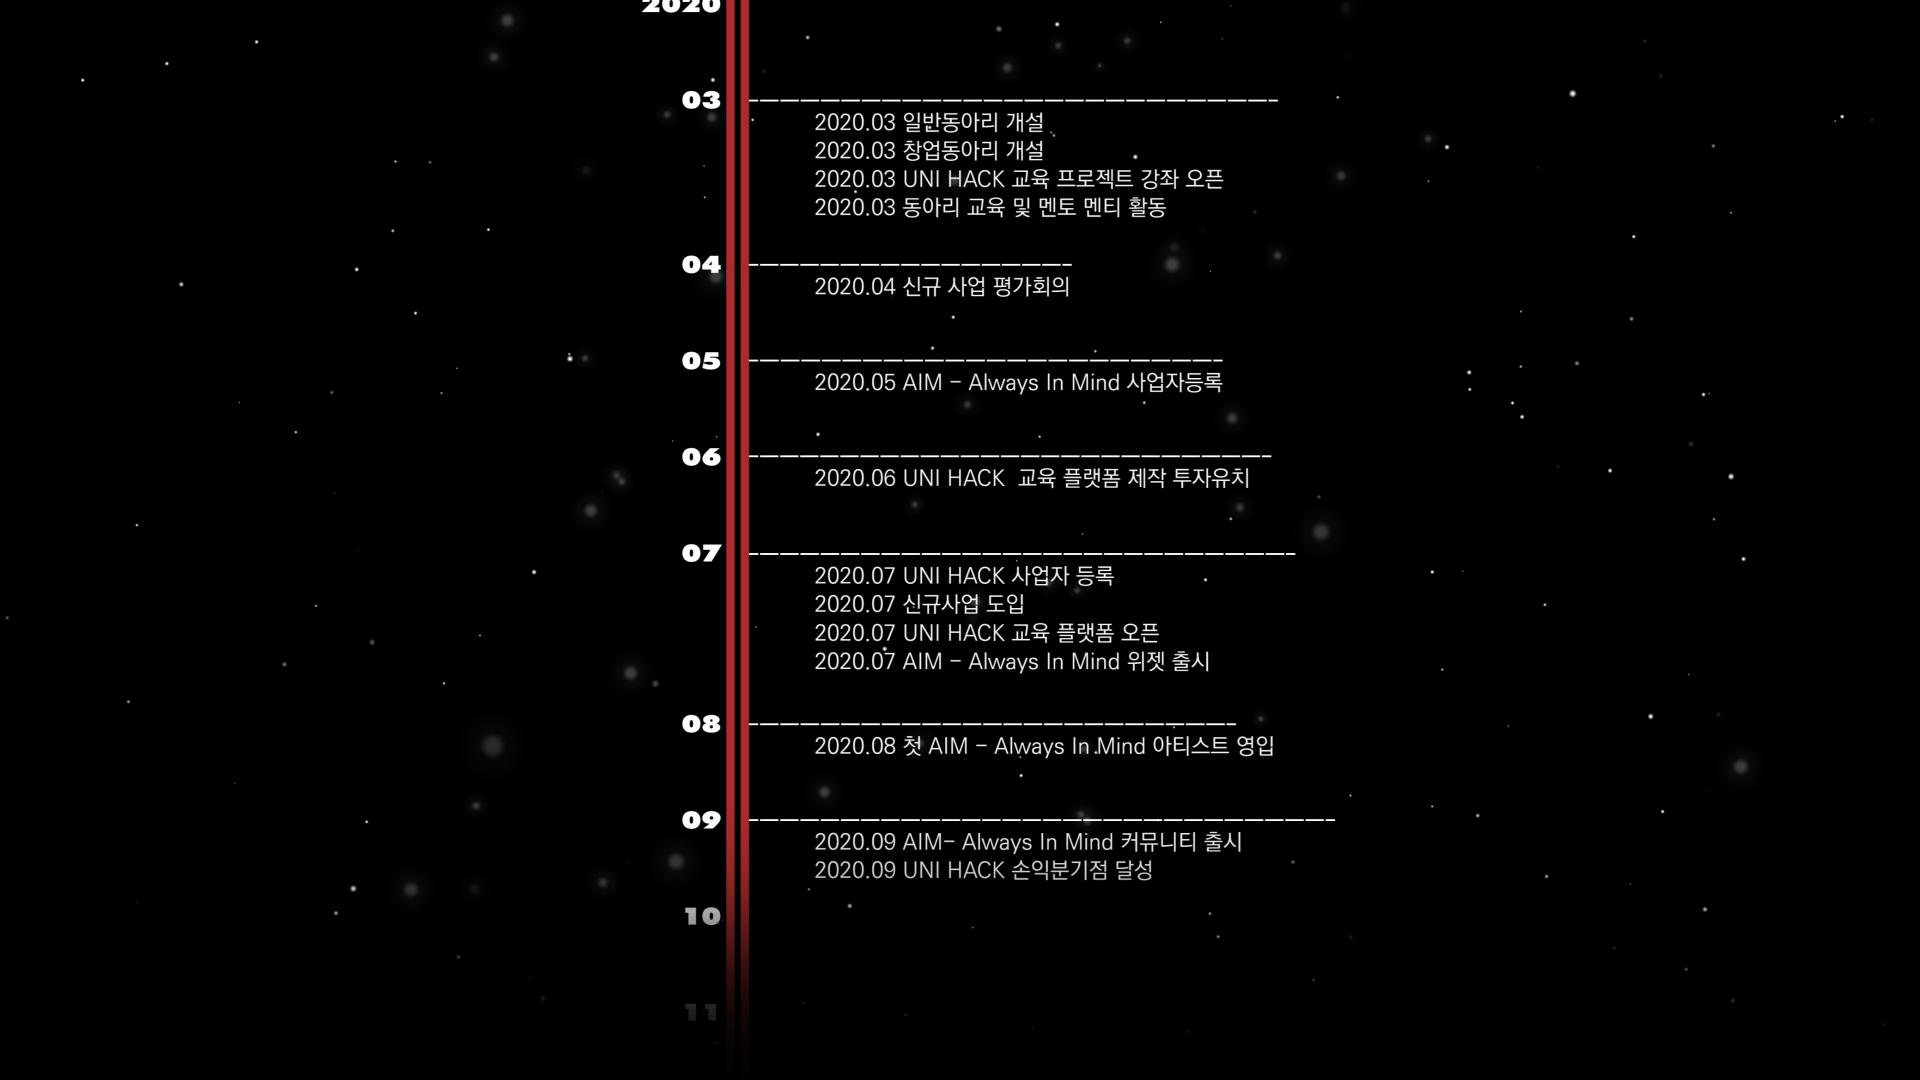 2020
03
2020.03 일반동아리 개설
2020.03 창업동아리 개설
2020.03 UNI HACK 교육 프로젝트 강좌 오픈
2020.03 동아리 교육 및 멘토 멘티 활동
04
2020.04 신규 사업 평가회의
05
2020.05 AIM - Always In Mind 사업자등록
06
2020.06 UNI HACK 교육 플랫폼 제작 투자유치
07
2020.07 UNI HACK 사업자 등록
2020.07 신규사업 도입
2020.07 UNI HACK 교육 플랫폼 오픈
2020.07 AIM - Always In Mind 위젯 출시
08
2020.08 첫 AIM - Always In Mind 아티스트 영입
09
2020.09 AIM- Always In Mind 커뮤니티 출시
2020.09 UNI HACK 손익분기점 달성
10
11